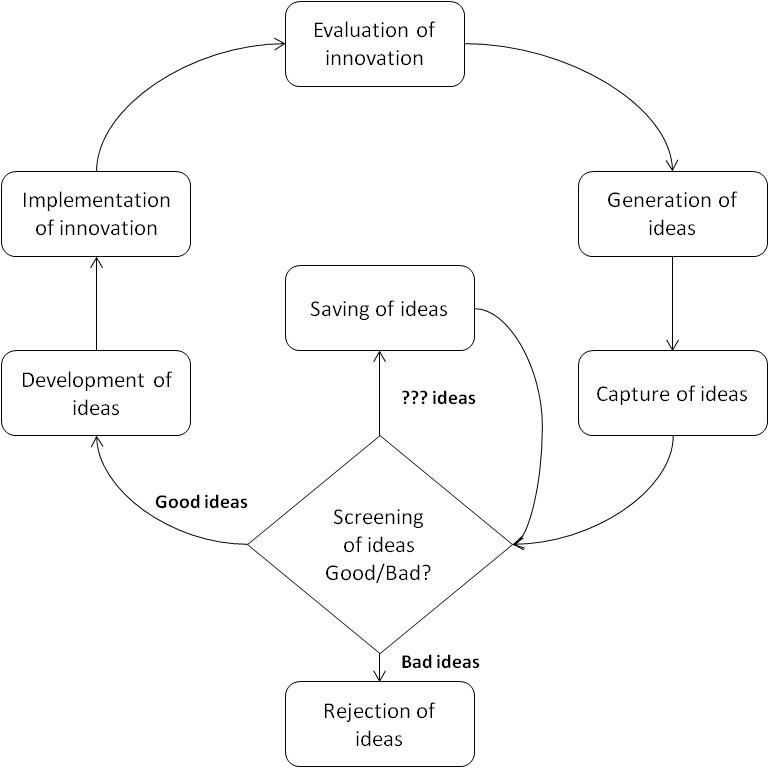 Evaluation of
innovation
Implementation
of innovation
Generation of
ideas
Saving of ideas
Development of
ideas
??? ideas
Capture of ideas
Good ideas
Screening
of ideas
Good/Bad?
Bad ideas
Rejection of
ideas